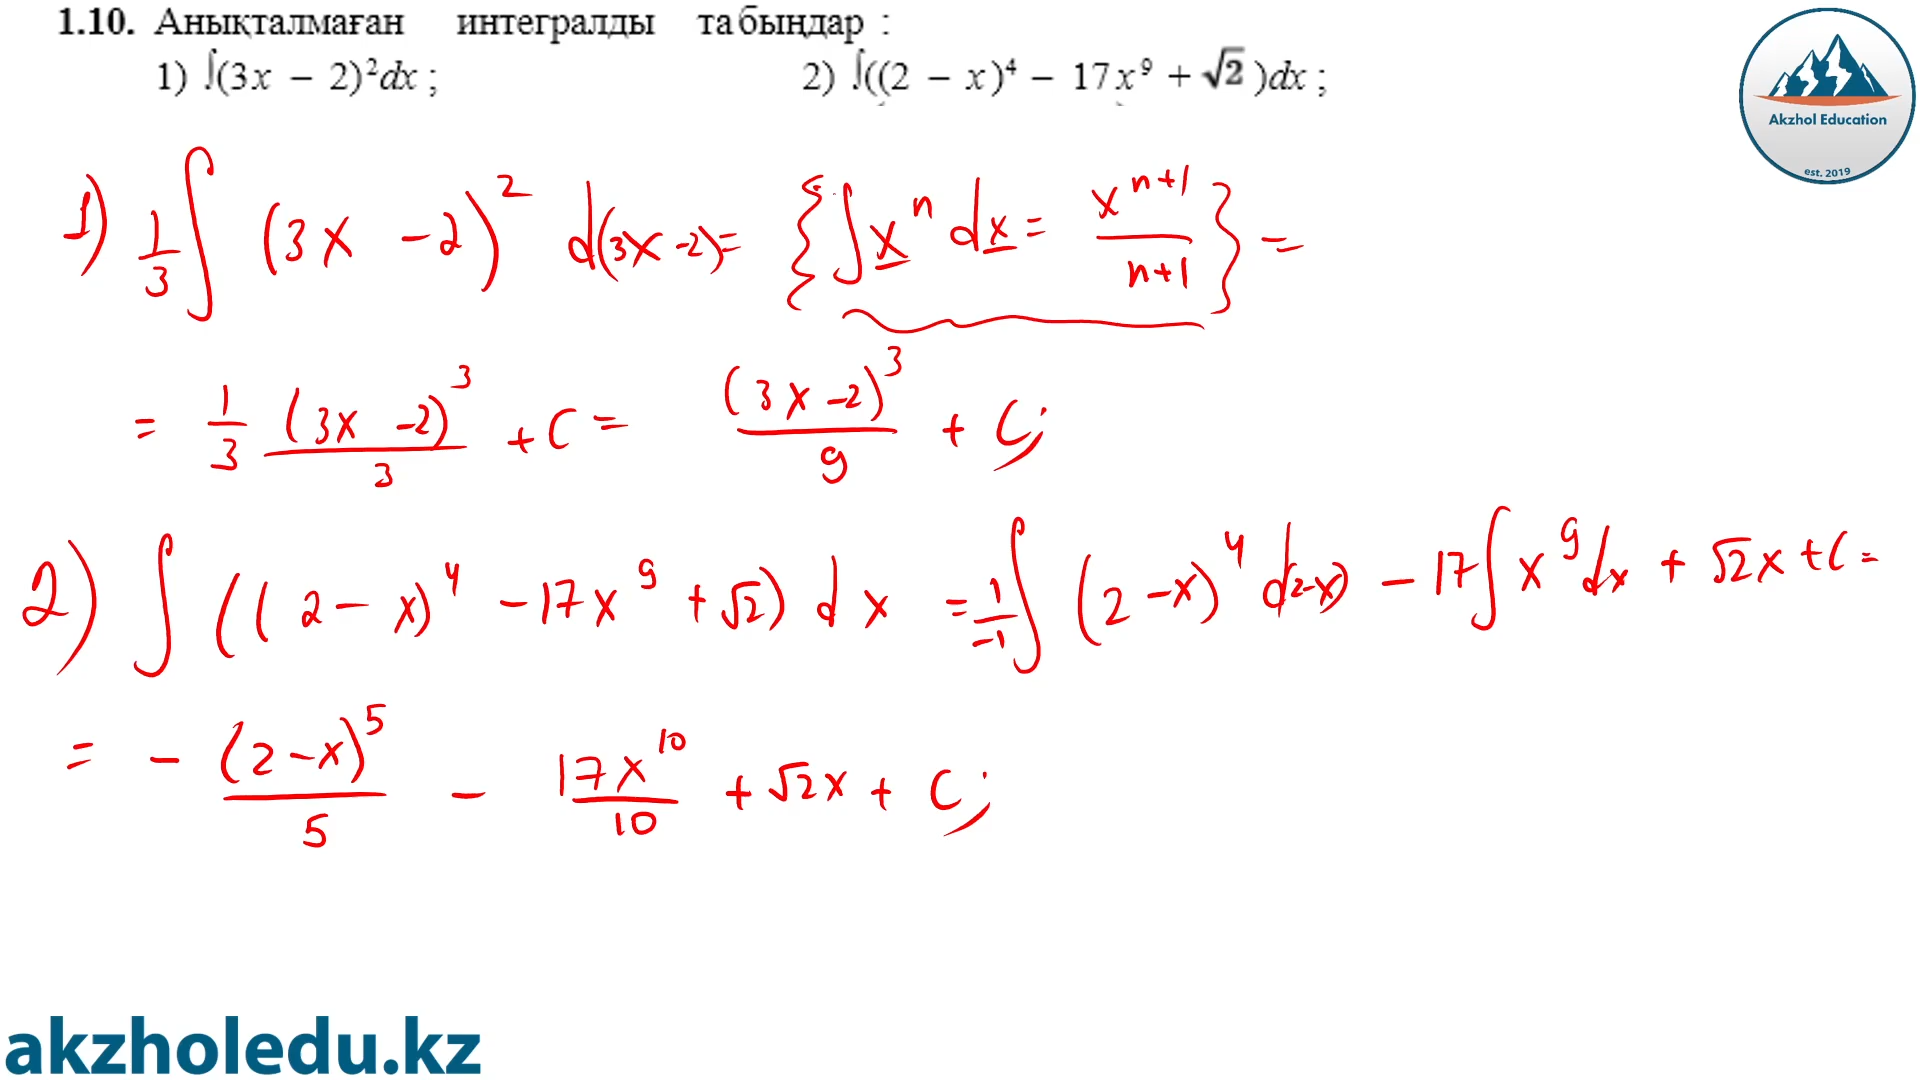 1.10. Анықталмаған интегралды табыңдар :
1) ∫(3x − 2)²dx ; 2) ∫((2 − x)⁴ − 17x⁹ + √2 )dx ;
Akzhol Education
est. 2019
1) 1/3 ∫ (3x − 2)² d(3x − 2) = {∫ xⁿ dx = xⁿ⁺¹/(n+1)} =
= 1/3 (3x − 2)³/3 + C = (3x − 2)³/9 + C;
2) ∫ ((2 − x)⁴ − 17x⁹ + √2) dx = 1/−1 ∫ (2 − x)⁴ d(2−x) − 17 ∫ x⁹ dx + √2x + C =
= − (2 − x)⁵/5 − 17x¹⁰/10 + √2x + C;
akzholedu.kz